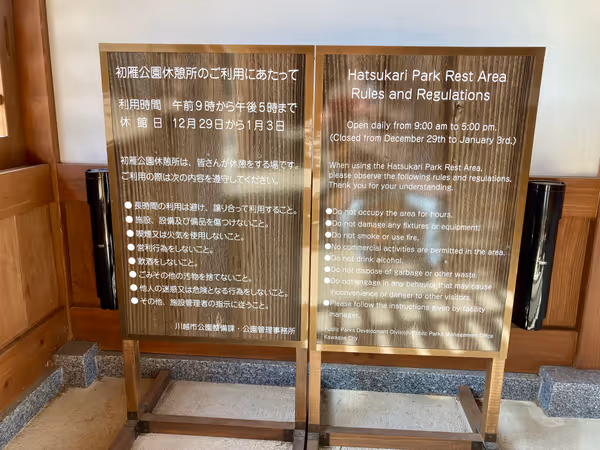 初雁公園休憩所のご利用にあたって
利用時間 午前9時から午後5時まで
休館日 12月29日から1月3日
初雁公園休憩所は、皆さんが休憩をする場です。
ご利用の際は次の内容を遵守してください。
●長時間の利用は避け、譲り合って利用すること。
●施設、設備及び備品を傷つけないこと。
●喫煙又は火気を使用しないこと。
●営利行為をしないこと。
●飲酒をしないこと。
●ごみその他の汚物を捨てないこと。
●他人の迷惑又は危険となる行為をしないこと。
●その他、施設管理者の指示に従うこと。
川越市公園整備課・公園管理事務所
Hatsukari Park Rest Area
Rules and Regulations
Open daily from 9:00 am to 5:00 pm.
(Closed from December 29th to January 3rd.)
When using the Hatsukari Park Rest Area,
please observe the following rules and regulations.
Thank you for your understanding.
●Do not occupy the area for hours.
●Do not damage any fixtures or equipment.
●Do not smoke or use fire.
●No commercial activities are permitted in the area.
●Do not drink alcohol.
●Do not dispose of garbage or other waste.
●Do not engage in any behavior that may cause
inconvenience or danger to other visitors.
●Please follow the instructions given by facility
manager.
Public Parks Development Division, Public Parks Management Office
Kawagoe City